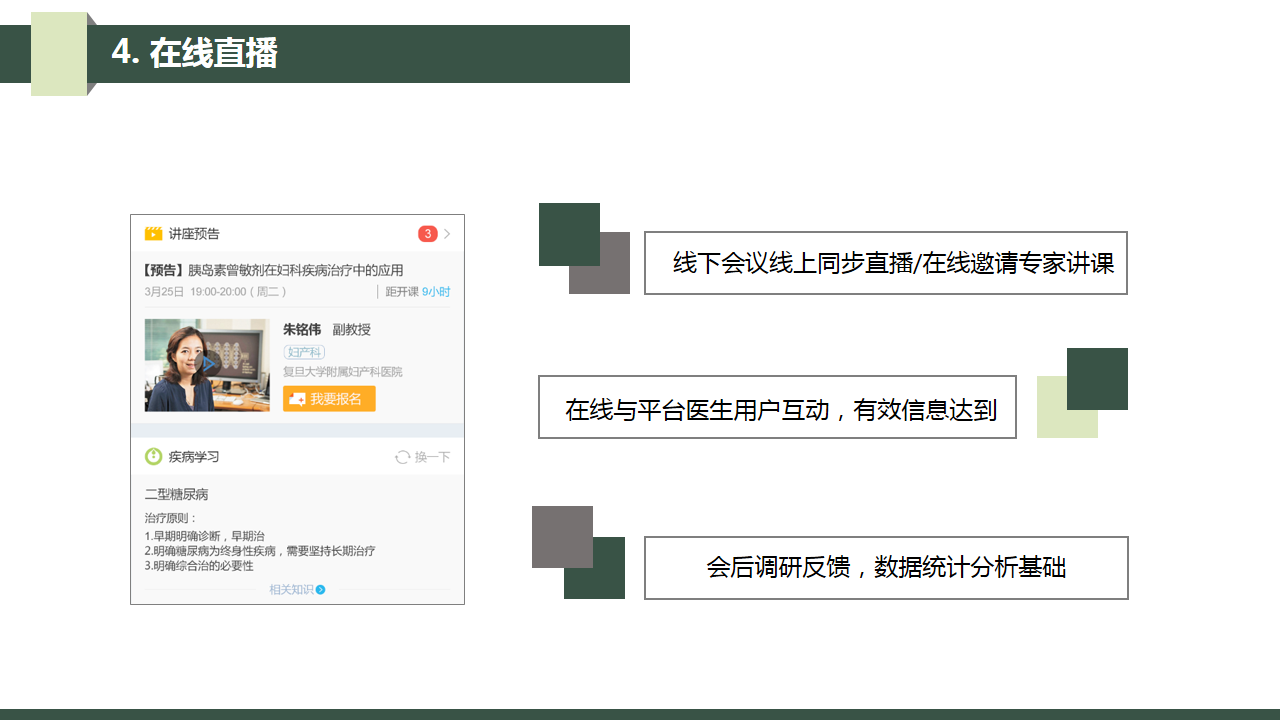 4. 在线直播
讲座预告
3
【预告】胰岛素曾敏剂在妇科疾病治疗中的应用
3月25日 19:00-20:00 ( 周二 )
距开课 9小时
朱铭伟 副教授
妇产科
复旦大学附属妇产科医院
我要报名
疾病学习
换一下
二型糖尿病
治疗原则：
1.早期明确诊断，早期治
2.明确糖尿病为终身性疾病，需要坚持长期治疗
3.明确综合治的必要性
相关知识
线下会议线上同步直播/在线邀请专家讲课
在线与平台医生用户互动，有效信息达到
会后调研反馈，数据统计分析基础